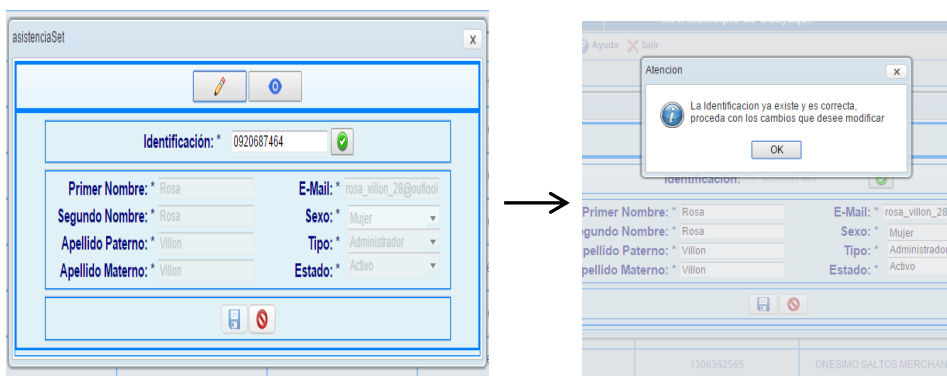 asistenciaSet
x
Identificación: * 0920687464
Primer Nombre: * Rosa
E-Mail: * rosa_villon_28@outlool
Segundo Nombre: * Rosa
Sexo: * Mujer
Apellido Paterno: * Villon
Tipo: * Administrador
Apellido Materno: * Villon
Estado: * Activo
Ayuda Salir
Atencion
x
La Identificacion ya existe y es correcta,
proceda con los cambios que desee modificar
OK
Identificación: *
Primer Nombre: * Rosa
E-Mail: * rosa_villon_28
egundo Nombre: * Rosa
Sexo: * Mujer
pellido Paterno: * Villon
Tipo: * Administrador
pellido Materno: * Villon
Estado: * Activo
1306362565
ONESIMO SALTOS MERCHAN